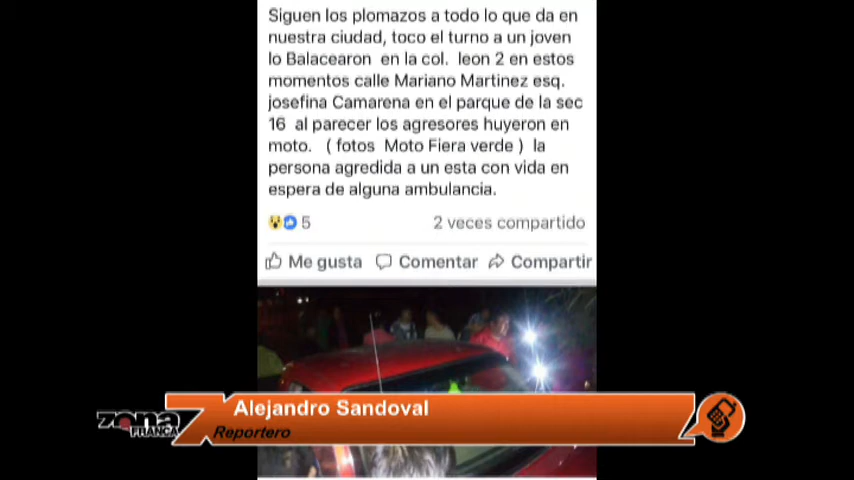 Siguen los plomazos a todo lo que da en
nuestra ciudad, toco el turno a un joven
lo Balacearon en la col. leon 2 en estos
momentos calle Mariano Martinez esq.
josefina Camarena en el parque de la sec
16 al parecer los agresores huyeron en
moto. ( fotos Moto Fiera verde ) la
persona agredida a un esta con vida en
espera de alguna ambulancia.
5
2 veces compartido
Me gusta
Comentar
Compartir
Alejandro Sandoval
Reportero
zona
FRANCA